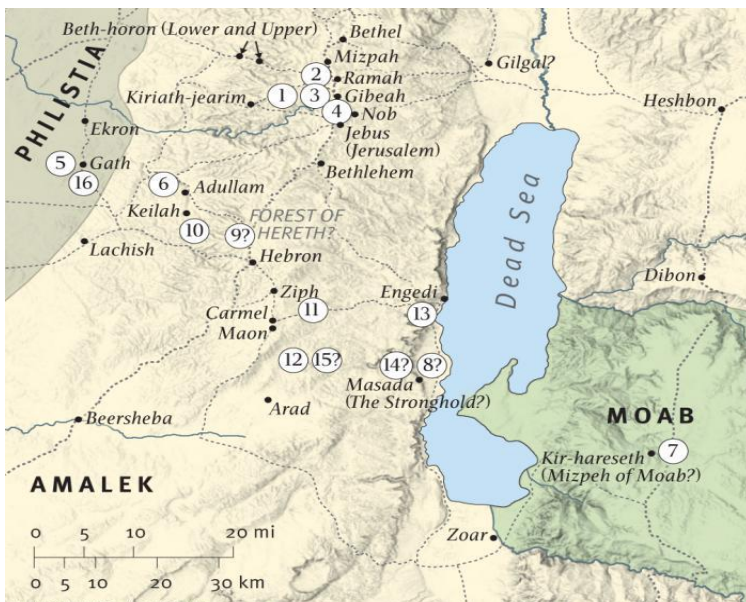 Beth-horon (Lower and Upper)
Bethel
Mizpah
Gilgal?
2
Ramah
PHILISTIA
Kiriath-jearim
1
3
Gibeah
Heshbon
4
Nob
Ekron
Jebus
(Jerusalem)
5
Gath
Bethlehem
16
6
Adullam
Dead Sea
Keilah
10
9?
FOREST OF
HERETH?
Lachish
Hebron
Dibon
Ziph
Engedi
Carmel
11
13
Maon
12
15?
14?
8?
Masada
(The Stronghold?)
Arad
Beersheba
MOAB
7
Kir-hareseth
(Mizpeh of Moab?)
AMALEK
0 5 10 20 mi
Zoar
0 5 10 20 30 km